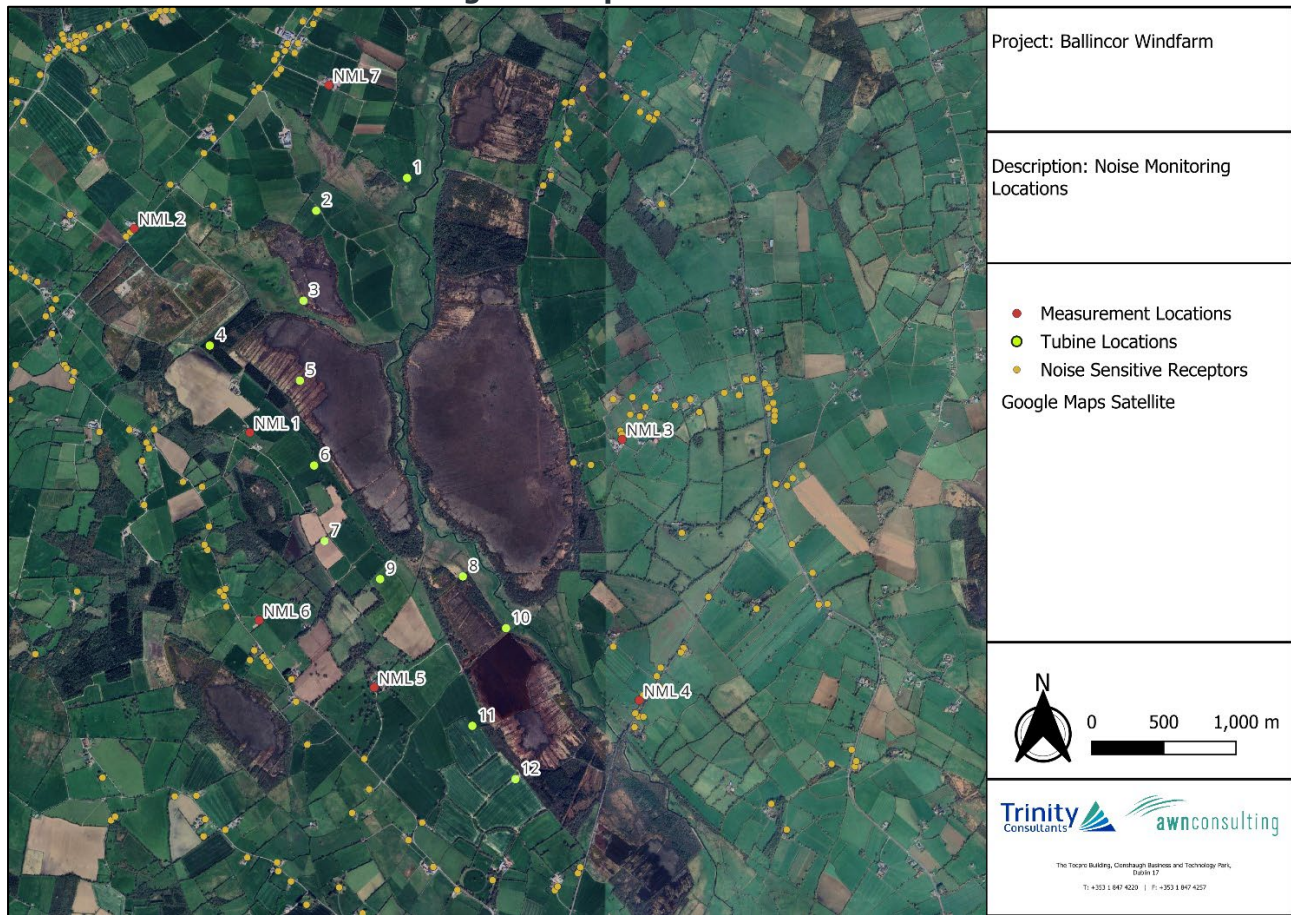 Project: Ballincor Windfarm
Description: Noise Monitoring
Locations
Measurement Locations
Tubine Locations
Noise Sensitive Receptors
Google Maps Satellite
N
0 500 1,000 m
Trinity
Consultants
awnconsulting
The Tecpro Building, Clonshaugh Business and Technology Park,
Dublin 17
T: +353 1 847 4220 | F: +353 1 847 4257
NML 7
1
2
NML 2
3
4
5
NML 1
NML 3
6
7
8
9
NML 6
10
NML 5
NML 4
11
12